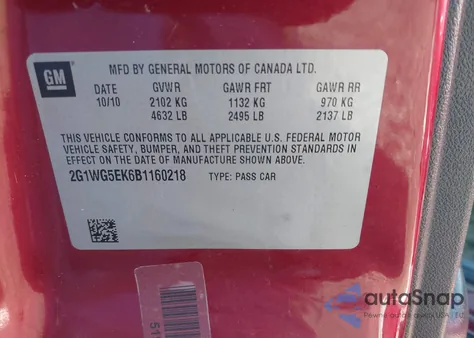 GM
MFD BY GENERAL MOTORS OF CANADA LTD.
DATE GVWR GAWR FRT GAWR RR
10/10 2102 KG 1132 KG 970 KG
4632 LB 2495 LB 2137 LB
THIS VEHICLE CONFORMS TO ALL APPLICABLE U.S. FEDERAL MOTOR
VEHICLE SAFETY, BUMPER, AND THEFT PREVENTION STANDARDS IN
EFFECT ON THE DATE OF MANUFACTURE SHOWN ABOVE.
2G1WG5EK6B1160218 TYPE: PASS CAR
autoSnap